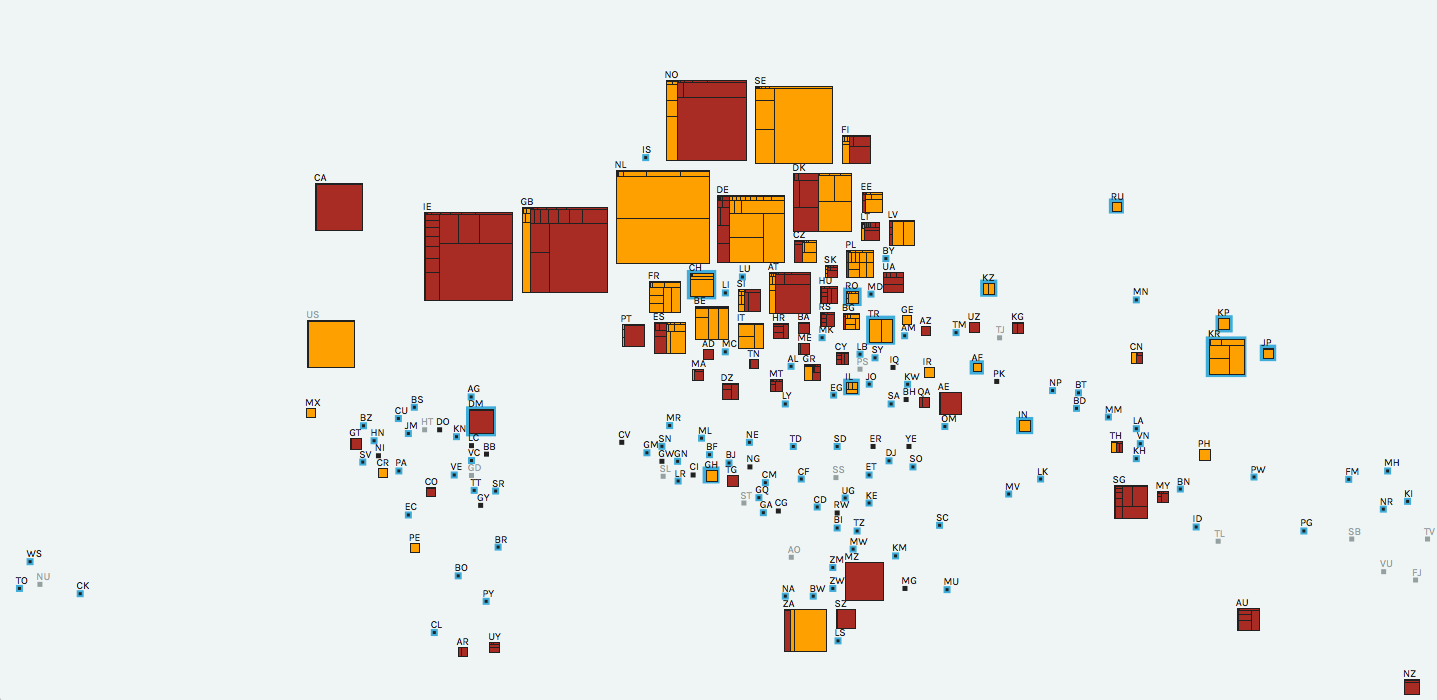 NO
SE
FI
IS
NL
DK
CA
DE
EE
IE
GB
RU
LT
LV
CZ
PL
BY
SK
CH
LU
AT
UA
FR
LI
SI
HU
RO
MD
KZ
MN
BE
RS
BG
GE
US
PT
ES
IT
HR
BA
MK
TR
AM
AZ
TM
UZ
KG
TJ
KP
KR
JP
AD
MC
TN
ME
AL
GR
CY
LB
SY
PS
IQ
IR
AF
CN
MA
DZ
MT
IL
JO
KW
PK
LY
EG
SA
BH
QA
AE
OM
NP
BT
BD
MX
BZ
CU
BS
AG
DM
IN
MM
LA
GT
HN
JM
HT
DO
KN
CV
MR
ML
NE
TD
SD
ER
YE
TH
VN
KH
PH
SV
NI
CR
PA
LC
BB
VC
GD
VE
GM
SN
GW
GN
BF
BJ
NG
DJ
SO
LK
PW
FM
MH
CO
TT
SR
GY
SL
LR
CI
GH
TG
CM
CF
SS
ET
MV
SG
MY
BN
NR
KI
EC
ST
GQ
GA
CG
CD
UG
RW
KE
SC
ID
TL
PG
SB
TV
PE
BR
BI
TZ
AO
MW
KM
WS
TO
NU
CK
BO
ZM
MZ
VU
FJ
PY
NA
BW
ZW
MG
MU
CL
ZA
SZ
LS
AU
AR
UY
NZ